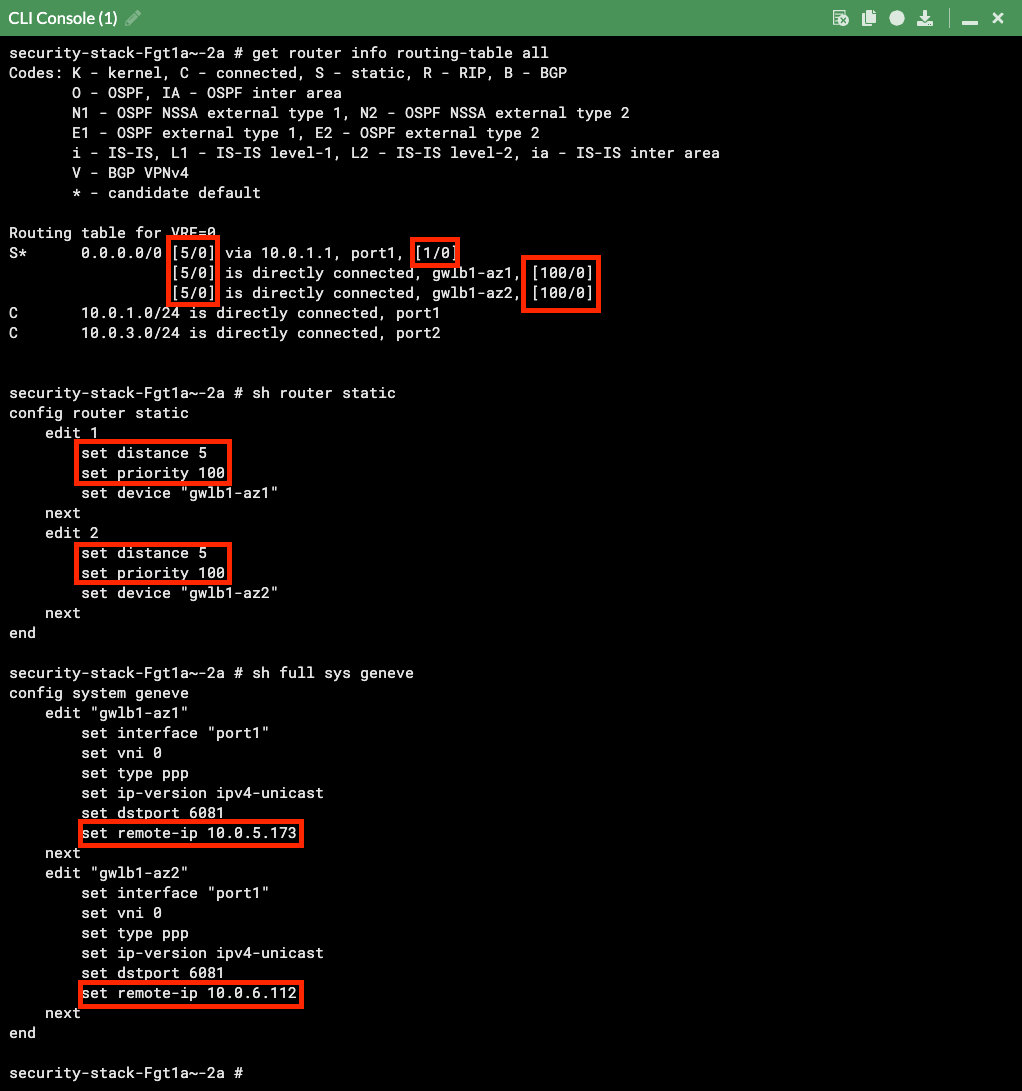 CLI Console (1)
security-stack-Fgt1a~-2a # get router info routing-table all
Codes: K - kernel, C - connected, S - static, R - RIP, B - BGP
       O - OSPF, IA - OSPF inter area
       N1 - OSPF NSSA external type 1, N2 - OSPF NSSA external type 2
       E1 - OSPF external type 1, E2 - OSPF external type 2
       i - IS-IS, L1 - IS-IS level-1, L2 - IS-IS level-2, ia - IS-IS inter area
       V - BGP VPNv4
       * - candidate default
Routing table for VRF=0
S*      0.0.0.0/0 [5/0] via 10.0.1.1, port1, [1/0]
                  [5/0] is directly connected, gwlb1-az1, [100/0]
                  [5/0] is directly connected, gwlb1-az2, [100/0]
C       10.0.1.0/24 is directly connected, port1
C       10.0.3.0/24 is directly connected, port2
security-stack-Fgt1a~-2a # sh router static
config router static
    edit 1
        set distance 5
        set priority 100
        set device "gwlb1-az1"
    next
    edit 2
        set distance 5
        set priority 100
        set device "gwlb1-az2"
    next
end
security-stack-Fgt1a~-2a # sh full sys geneve
config system geneve
    edit "gwlb1-az1"
        set interface "port1"
        set vni 0
        set type ppp
        set ip-version ipv4-unicast
        set dstport 6081
        set remote-ip 10.0.5.173
    next
    edit "gwlb1-az2"
        set interface "port1"
        set vni 0
        set type ppp
        set ip-version ipv4-unicast
        set dstport 6081
        set remote-ip 10.0.6.112
    next
end
security-stack-Fgt1a~-2a #